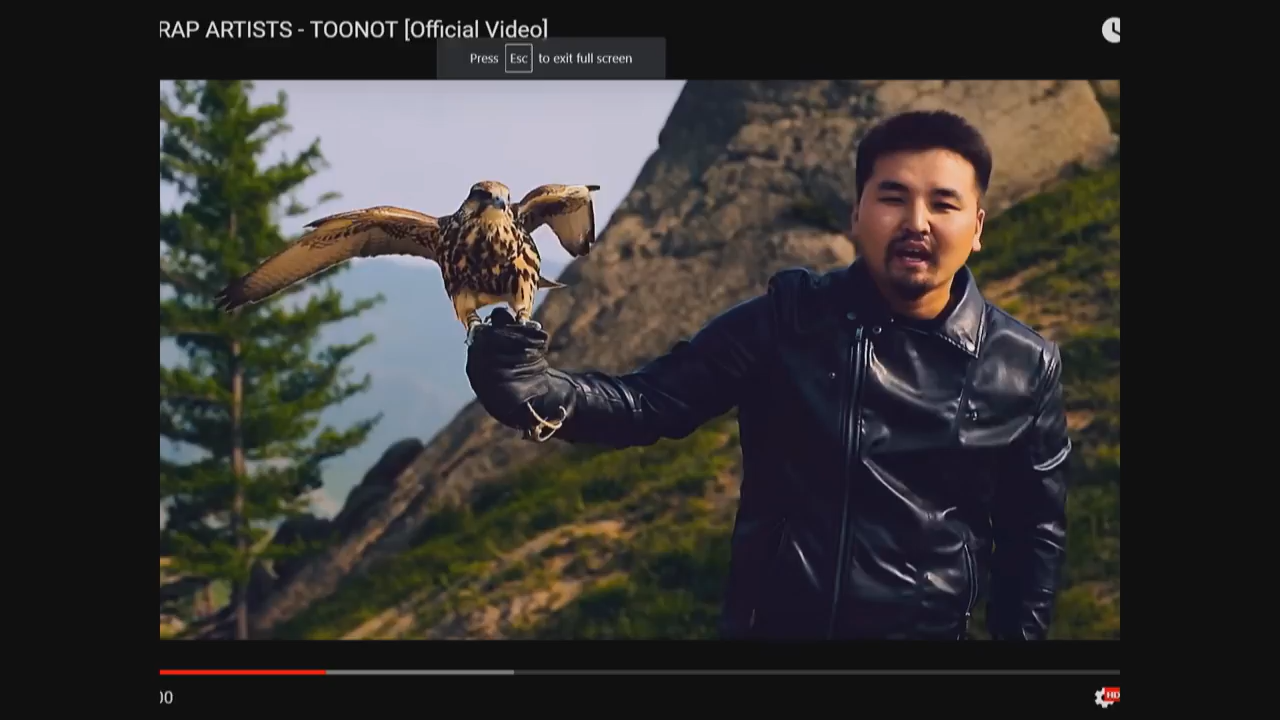 RAP ARTISTS - TOONOT [Official Video]
Press Esc to exit full screen
00
HD